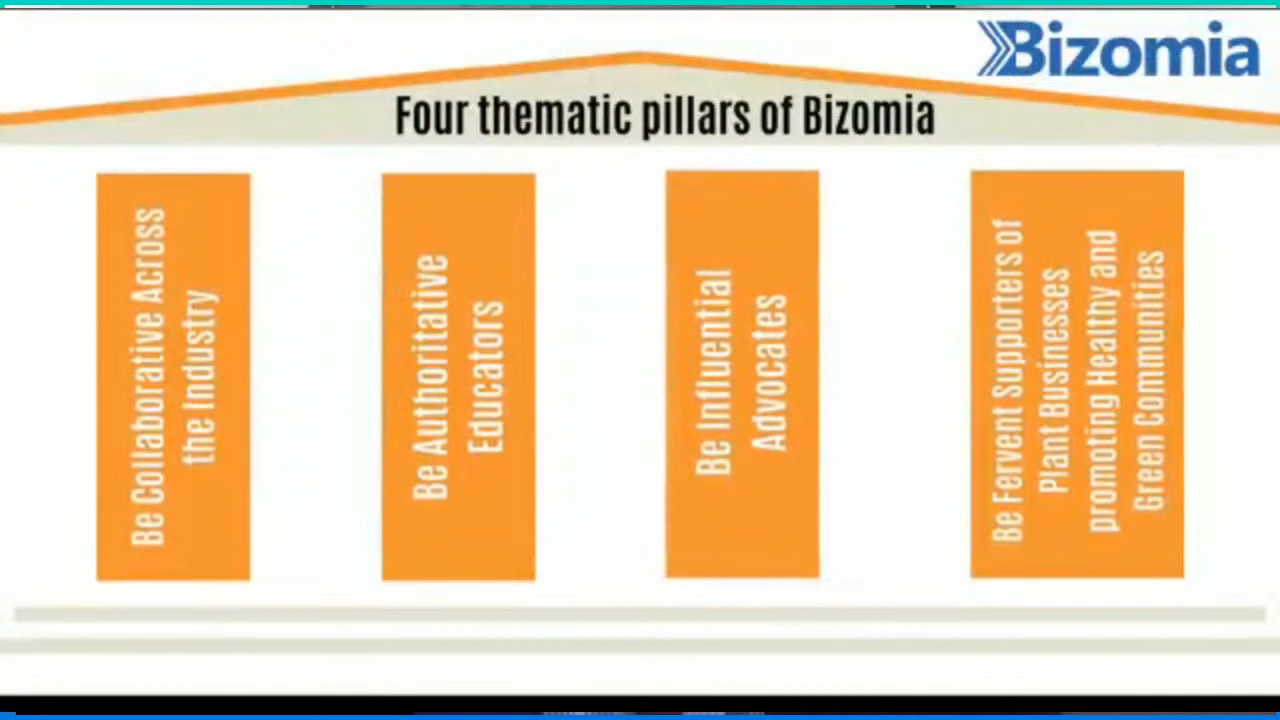 Bizomia
Four thematic pillars of Bizomia
Be Collaborative Across
the Industry
Be Authoritative
Educators
Be Influential
Advocates
Be Fervent Supporters of
Plant Businesses
promoting Healthy and
Green Communities